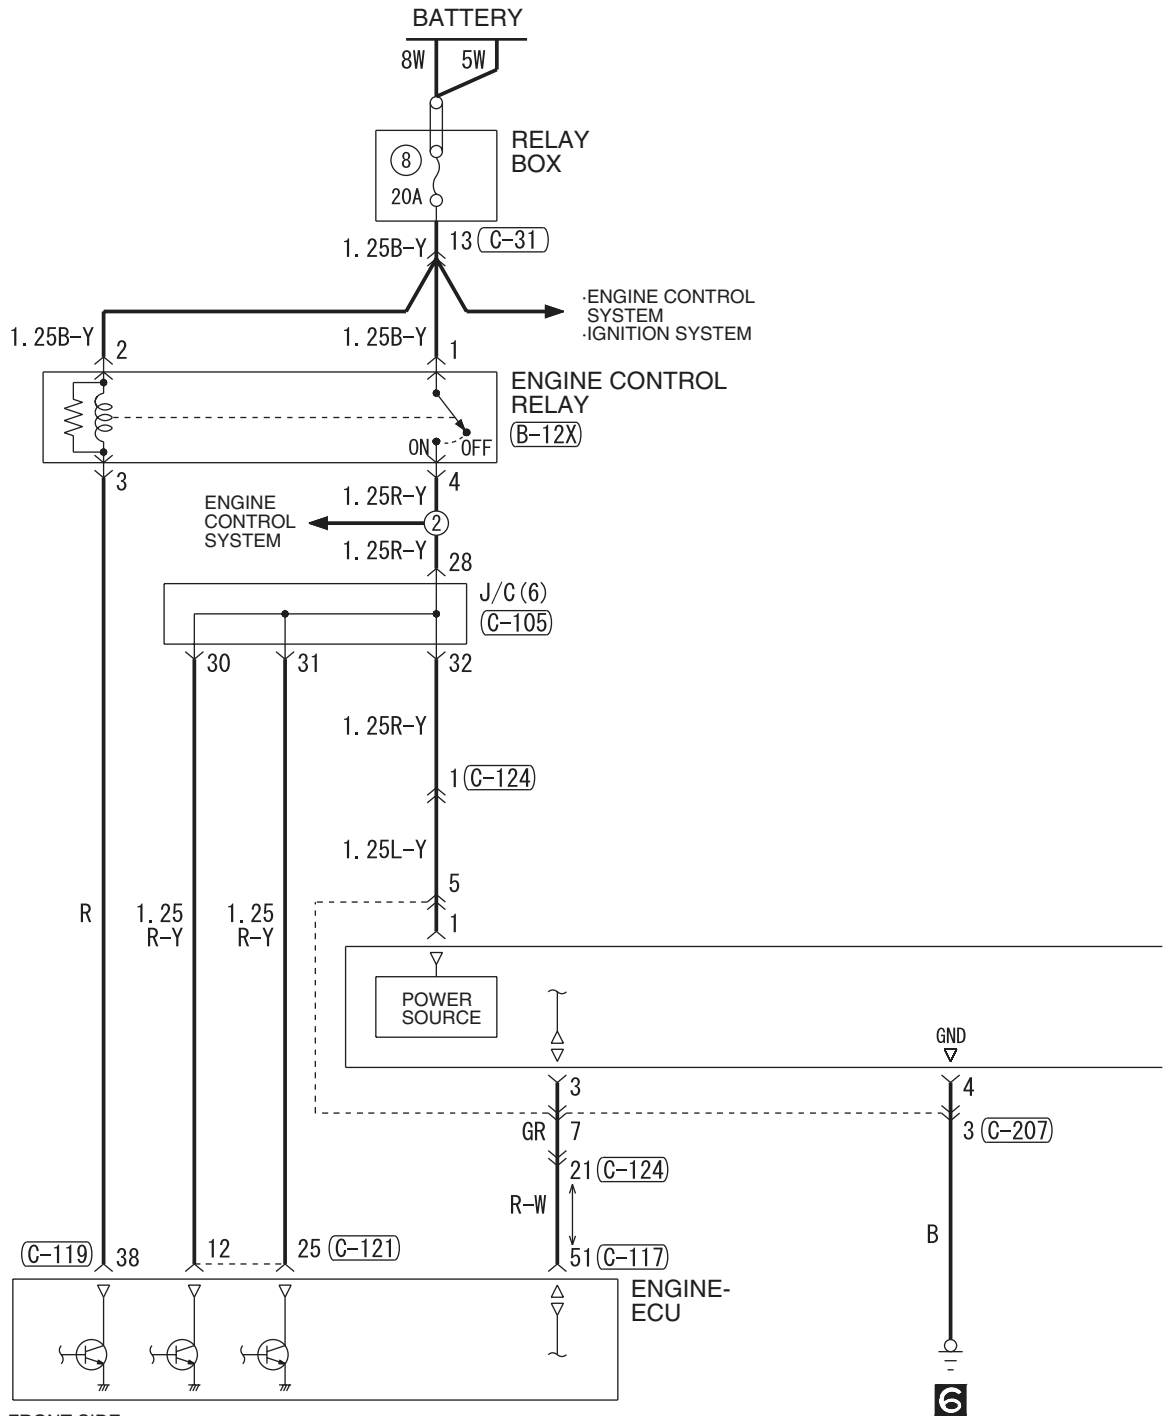 BATTERY
8W
5W
RELAY
BOX
8
20A
1.25B-Y
13
C-31
·ENGINE CONTROL
SYSTEM
·IGNITION SYSTEM
1.25B-Y
2
1.25B-Y
1
ENGINE CONTROL
RELAY
B-12X
ON
OFF
3
4
1.25R-Y
ENGINE
CONTROL
SYSTEM
2
1.25R-Y
28
J/C(6)
C-105
30
31
32
1.25R-Y
1
C-124
1.25L-Y
5
R
1.25
R-Y
1.25
R-Y
1
POWER
SOURCE
GND
3
4
GR
7
3
C-207
21
C-124
R-W
B
C-119
38
12
25
C-121
51
C-117
ENGINE-
ECU
6